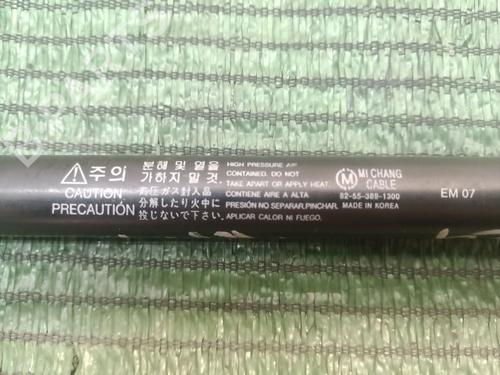 ⚠주의
CAUTION
PRECAUTIÓN
분해 및 열을
가하지 말 것.
高圧ガス封入品
分解したり火中に
投じないで下さい.
HIGH PRESSURE AIR
CONTAINED. DO NOT
TAKE APART OR APPLY HEAT.
CONTIENE AIRE A ALTA
PRESIÓN NO SEPARAR,PINCHAR.
APLICAR CALOR NI FUEGO.
MI CHANG
CABLE
82-55-389-1300
MADE IN KOREA
EM 07